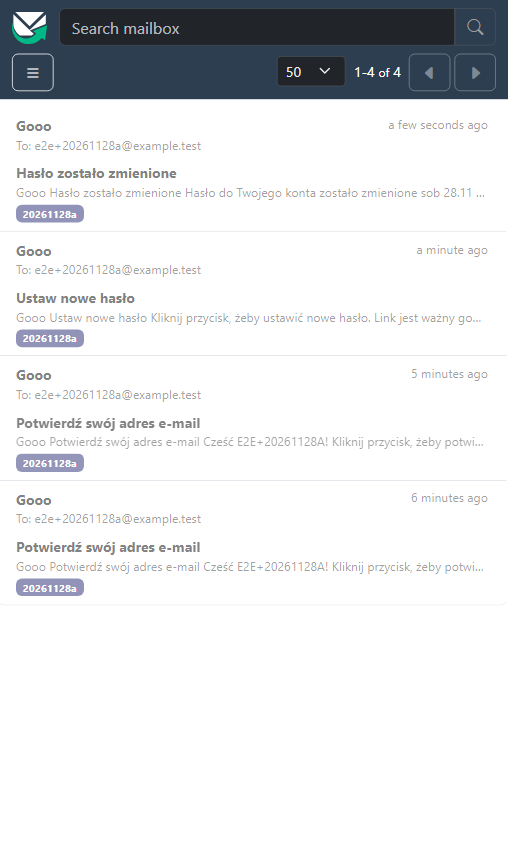 Search mailbox
50
1-4 of 4
Gooo
a few seconds ago
To: e2e+20261128a@example.test
Hasło zostało zmienione
Gooo Hasło zostało zmienione Hasło do Twojego konta zostało zmienione sob 28.11 ...
20261128a
Gooo
a minute ago
To: e2e+20261128a@example.test
Ustaw nowe hasło
Gooo Ustaw nowe hasło Kliknij przycisk, żeby ustawić nowe hasło. Link jest ważny go...
20261128a
Gooo
5 minutes ago
To: e2e+20261128a@example.test
Potwierdź swój adres e-mail
Gooo Potwierdź swój adres e-mail Cześć E2E+20261128A! Kliknij przycisk, żeby potwi...
20261128a
Gooo
6 minutes ago
To: e2e+20261128a@example.test
Potwierdź swój adres e-mail
Gooo Potwierdź swój adres e-mail Cześć E2E+20261128A! Kliknij przycisk, żeby potwi...
20261128a